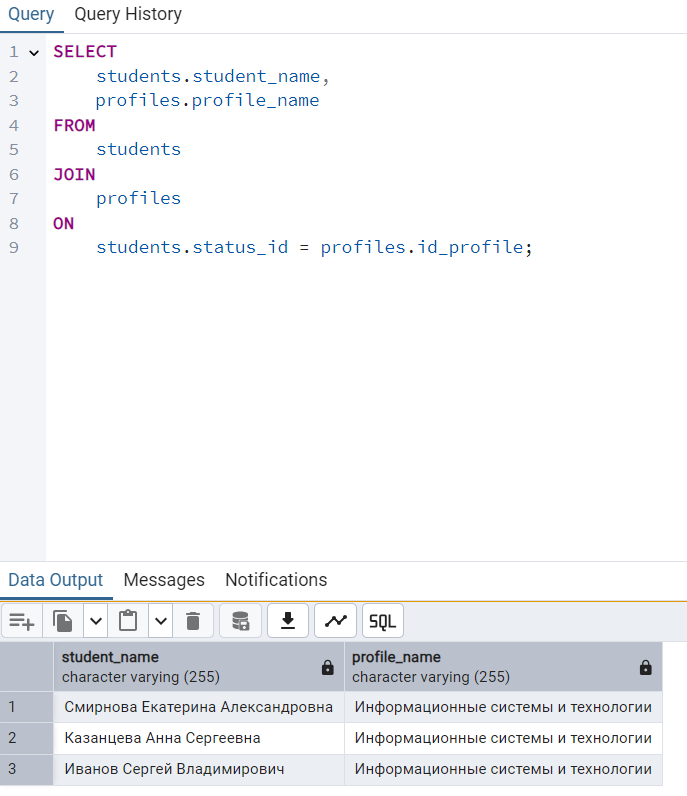 Query Query History
1 SELECT
2 students.student_name,
3 profiles.profile_name
4 FROM
5 students
6 JOIN
7 profiles
8 ON
9 students.status_id = profiles.id_profile;
Data Output Messages Notifications
SQL
student_name profile_name
character varying (255) character varying (255)
1 Смирнова Екатерина Александровна Информационные системы и технологии
2 Казанцева Анна Сергеевна Информационные системы и технологии
3 Иванов Сергей Владимирович Информационные системы и технологии